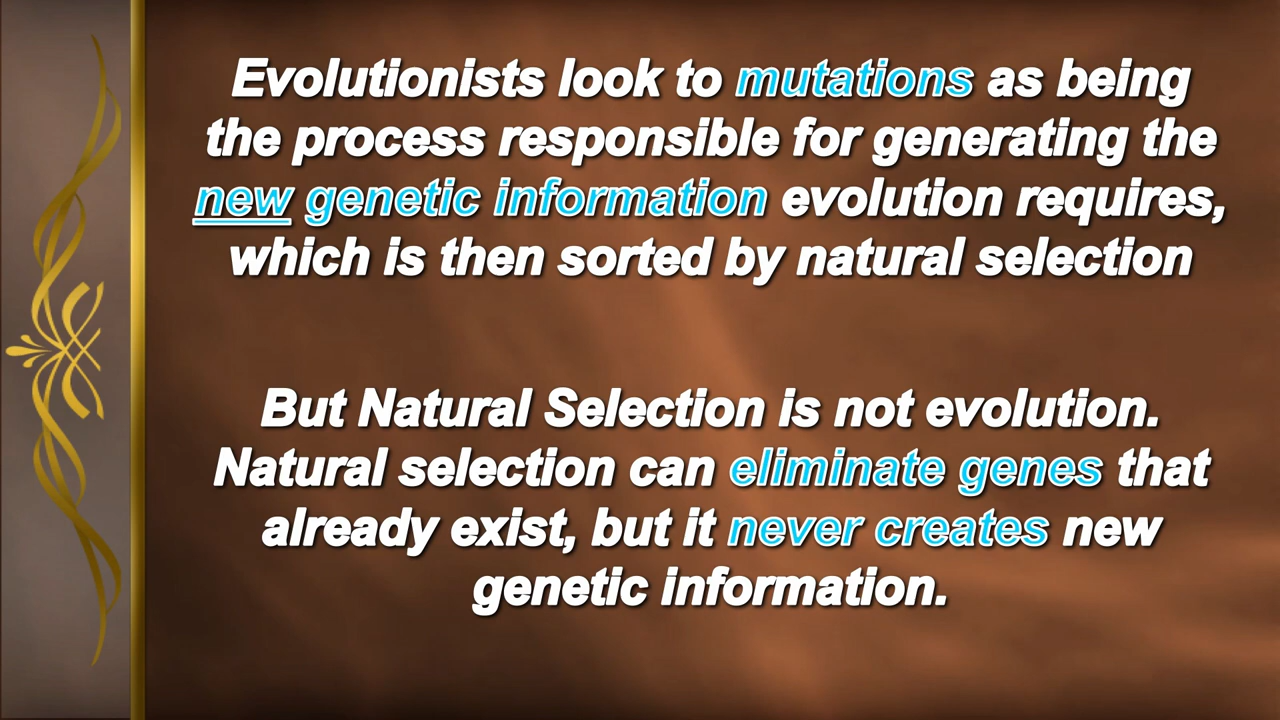 Evolutionists look to mutations as being
the process responsible for generating the
new genetic information evolution requires,
which is then sorted by natural selection
But Natural Selection is not evolution.
Natural selection can eliminate genes that
already exist, but it never creates new
genetic information.